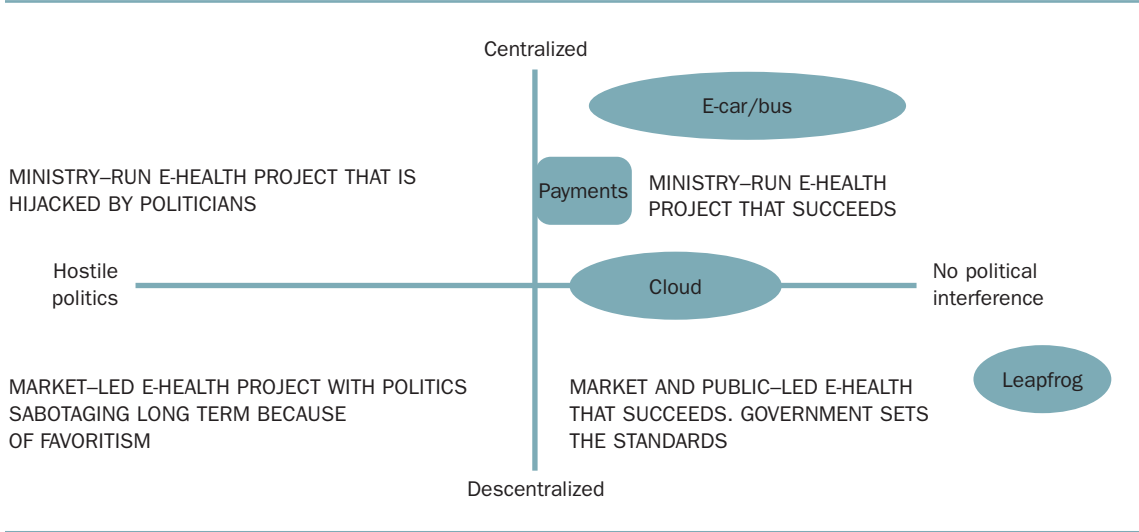 Centralized
E-car/bus
MINISTRY–RUN E-HEALTH PROJECT THAT IS
HIJACKED BY POLITICIANS
Payments
MINISTRY–RUN E-HEALTH
PROJECT THAT SUCCEEDS
Hostile
politics
Cloud
No political
interference
MARKET–LED E-HEALTH PROJECT WITH POLITICS
SABOTAGING LONG TERM BECAUSE
OF FAVORITISM
MARKET AND PUBLIC–LED E-HEALTH
THAT SUCCEEDS. GOVERNMENT SETS
THE STANDARDS
Leapfrog
Descentralized